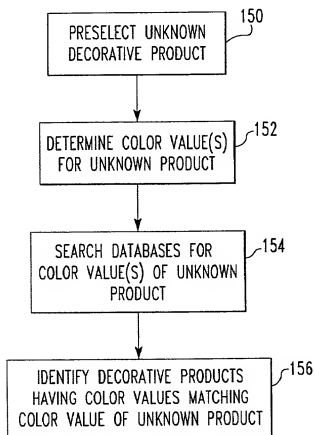 150
PRESELECT UNKNOWN
DECORATIVE PRODUCT
152
DETERMINE COLOR VALUE(S)
FOR UNKNOWN PRODUCT
154
SEARCH DATABASES FOR
COLOR VALUE(S) OF UNKNOWN
PRODUCT
156
IDENTIFY DECORATIVE PRODUCTS
HAVING COLOR VALUES MATCHING
COLOR VALUE OF UNKNOWN PRODUCT